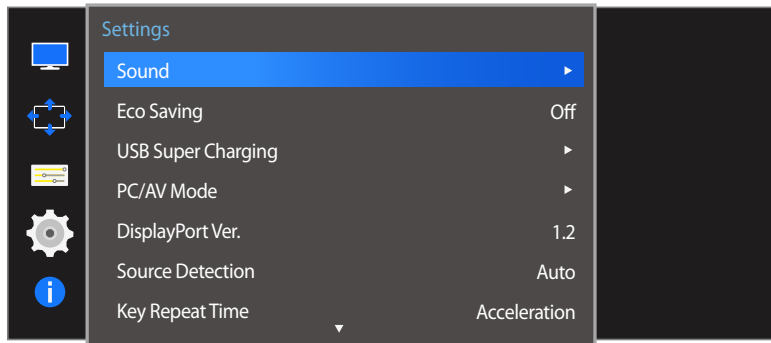 Settings
Sound
Eco Saving Off
USB Super Charging
PC/AV Mode
DisplayPort Ver. 1.2
Source Detection Auto
Key Repeat Time Acceleration